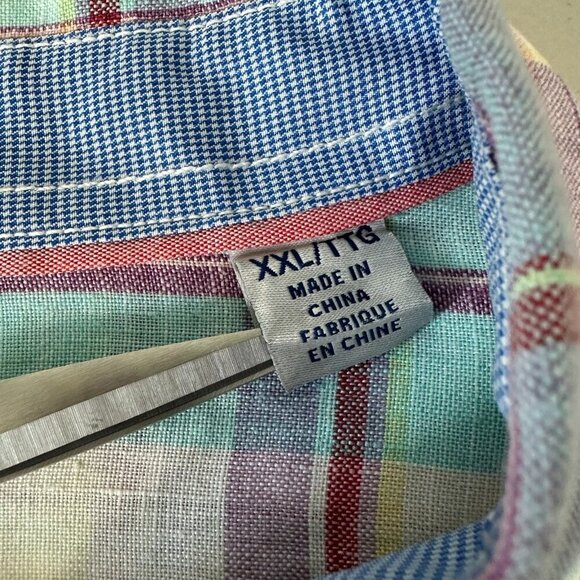 XXL/TTG
MADE IN
CHINA
FABRIQUE
EN CHINE